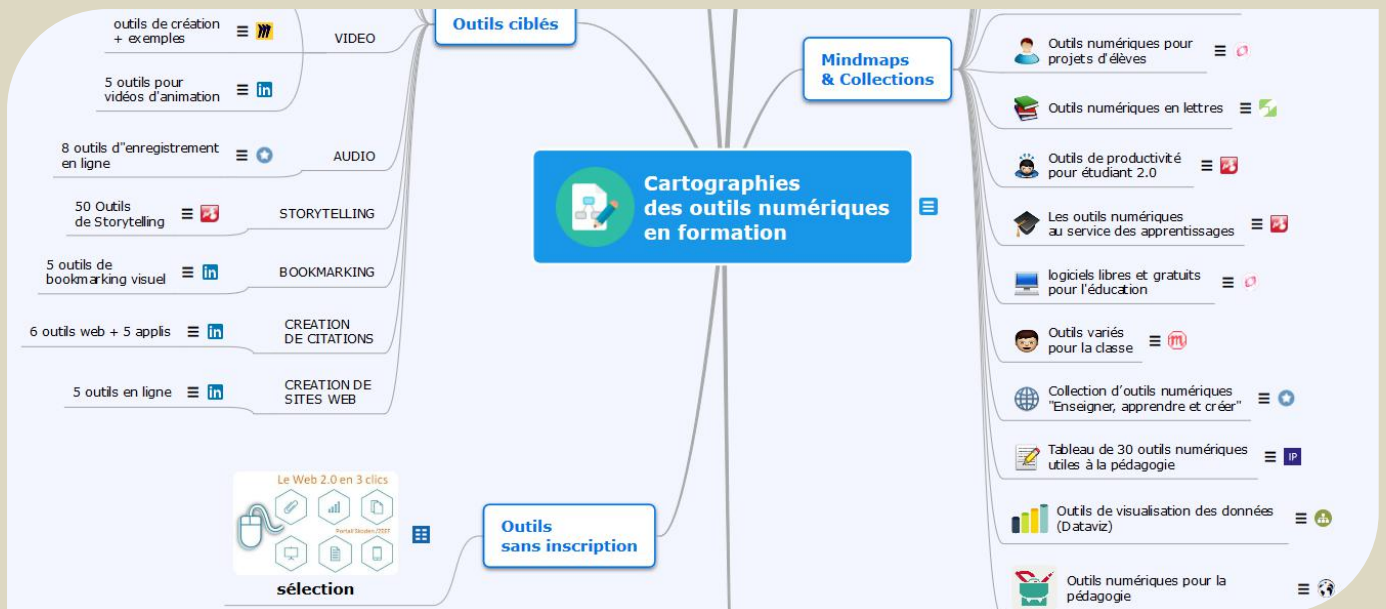 Outils ciblés
outils de création
+ exemples
VIDEO
5 outils pour
vidéos d'animation
8 outils d"enregistrement
en ligne
AUDIO
50 Outils
de Storytelling
STORYTELLING
5 outils de
bookmarking visuel
BOOKMARKING
6 outils web + 5 applis
CREATION
DE CITATIONS
5 outils en ligne
CREATION DE
SITES WEB
Cartographies
des outils numériques
en formation
Le Web 2.0 en 3 clics
sélection
Outils
sans inscription
Mindmaps
& Collections
Outils numériques pour
projets d'élèves
Outils numériques en lettres
Outils de productivité
pour étudiant 2.0
Les outils numériques
au service des apprentissages
logiciels libres et gratuits
pour l'éducation
Outils variés
pour la classe
m
Collection d'outils numériques
"Enseigner, apprendre et créer"
Tableau de 30 outils numériques
utiles à la pédagogie
IP
Outils de visualisation des données
(Dataviz)
Outils numériques pour la
pédagogie